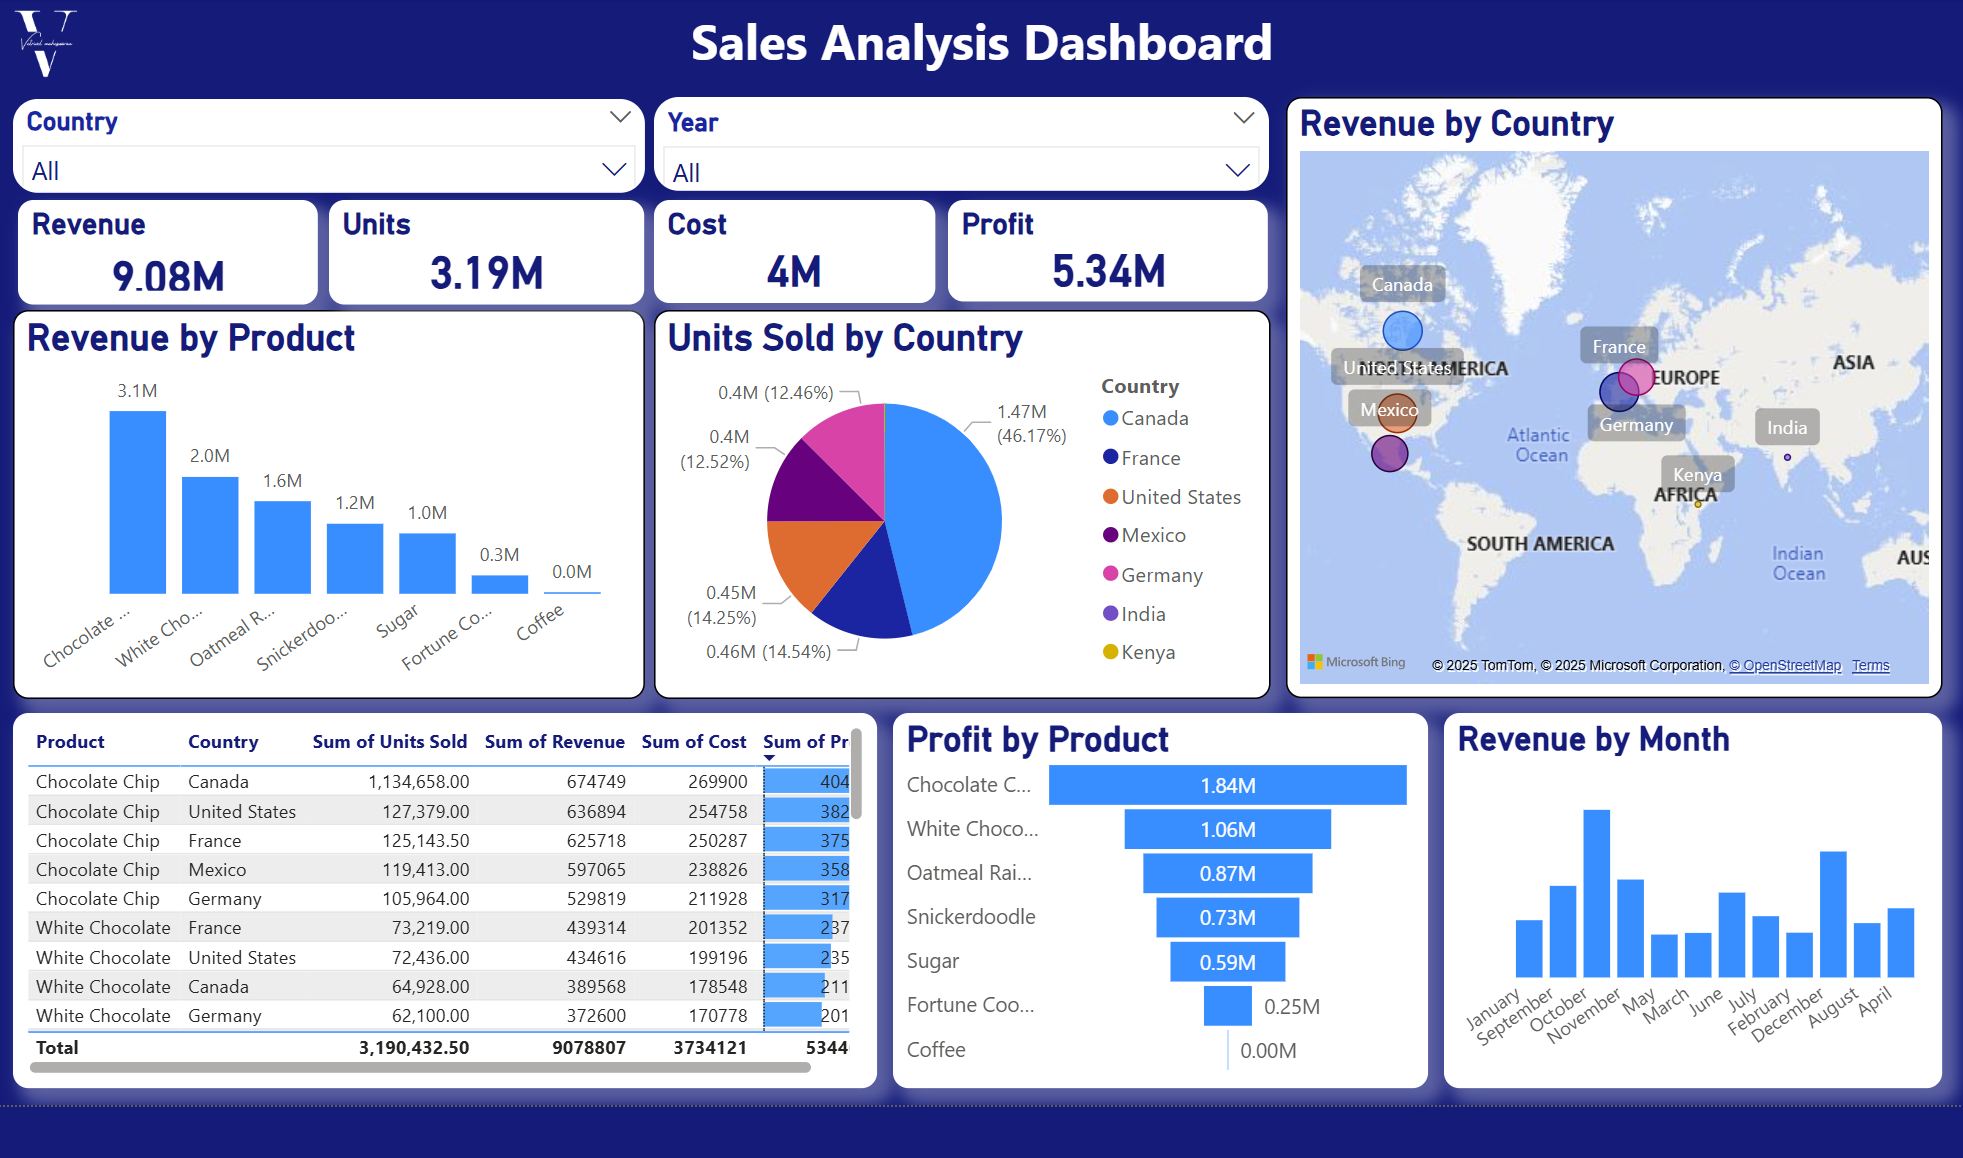 Sales Analysis Dashboard
Country
All
Year
All
Revenue
9.08M
Units
3.19M
Cost
4M
Profit
5.34M
Revenue by Product
3.1M
2.0M
1.6M
1.2M
1.0M
0.3M
0.0M
Chocolate ...
White Cho...
Oatmeal R...
Snickerdoo...
Sugar
Fortune Co...
Coffee
Units Sold by Country
0.4M (12.46%)
1.47M
(46.17%)
0.4M
(12.52%)
0.45M
(14.25%)
0.46M (14.54%)
Country
Canada
France
United States
Mexico
Germany
India
Kenya
Revenue by Country
Canada
United States
AMERICA
Mexico
France
EUROPE
Germany
ASIA
India
Atlantic
Ocean
Kenya
AFRICA
SOUTH AMERICA
Indian
Ocean
AUS
Microsoft Bing
© 2025 TomTom, © 2025 Microsoft Corporation, © OpenStreetMap Terms
Product Country Sum of Units Sold Sum of Revenue Sum of Cost Sum of Pr
Chocolate Chip Canada 1,134,658.00 674749 269900 404
Chocolate Chip United States 127,379.00 636894 254758 382
Chocolate Chip France 125,143.50 625718 250287 375
Chocolate Chip Mexico 119,413.00 597065 238826 358
Chocolate Chip Germany 105,964.00 529819 211928 317
White Chocolate France 73,219.00 439314 201352 237
White Chocolate United States 72,436.00 434616 199196 235
White Chocolate Canada 64,928.00 389568 178548 211
White Chocolate Germany 62,100.00 372600 170778 201
Total 3,190,432.50 9078807 3734121 5344
Profit by Product
Chocolate C... 1.84M
White Choco... 1.06M
Oatmeal Rai... 0.87M
Snickerdoodle 0.73M
Sugar 0.59M
Fortune Coo... 0.25M
Coffee 0.00M
Revenue by Month
January
September
October
November
May
March
June
July
February
December
August
April